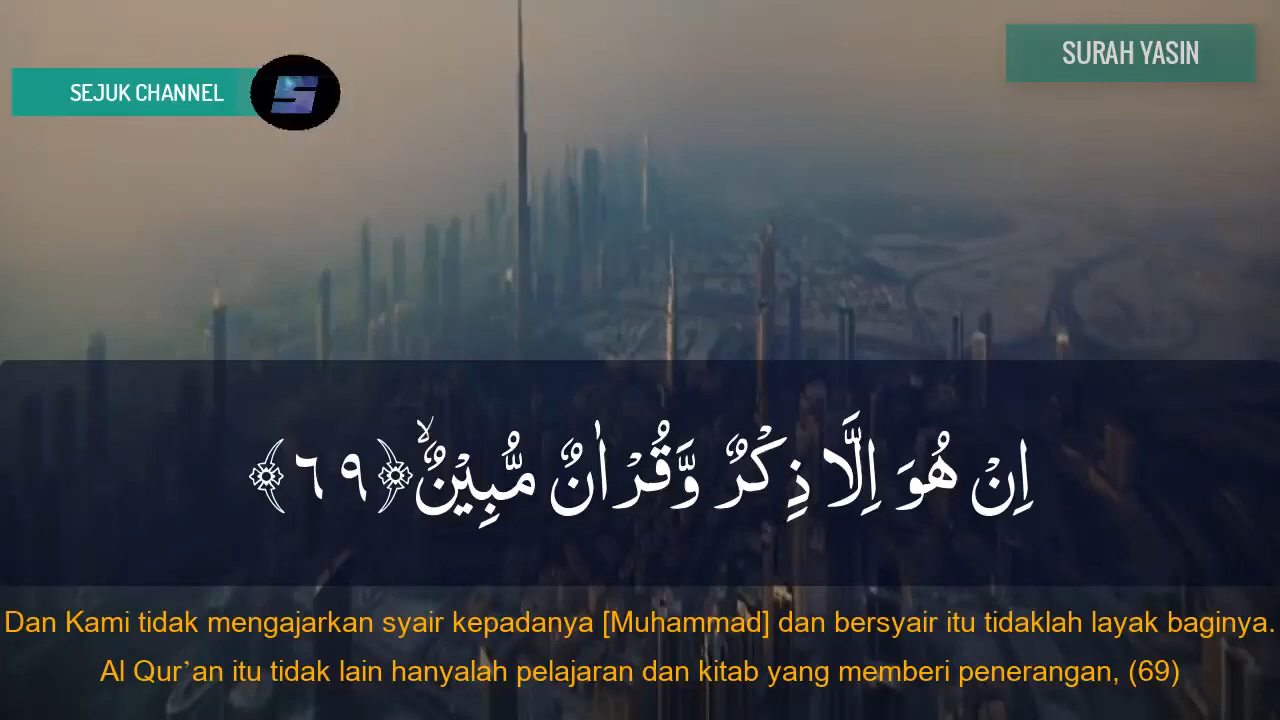 SURAH YASIN
SEJUK CHANNEL
اِنْ هُوَ اِلَّا ذِكْرٌ وَّقُرْاٰنٌ مُّبِيْنٌۙ ﴿٦٩﴾
Dan Kami tidak mengajarkan syair kepadanya [Muhammad] dan bersyair itu tidaklah layak baginya.
Al Qur’an itu tidak lain hanyalah pelajaran dan kitab yang memberi penerangan, (69)